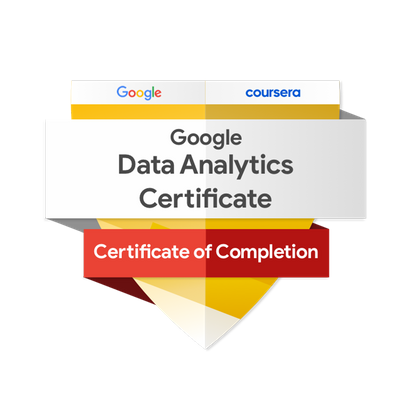 Google coursera
Google
Data Analytics
Certificate
Certificate of Completion